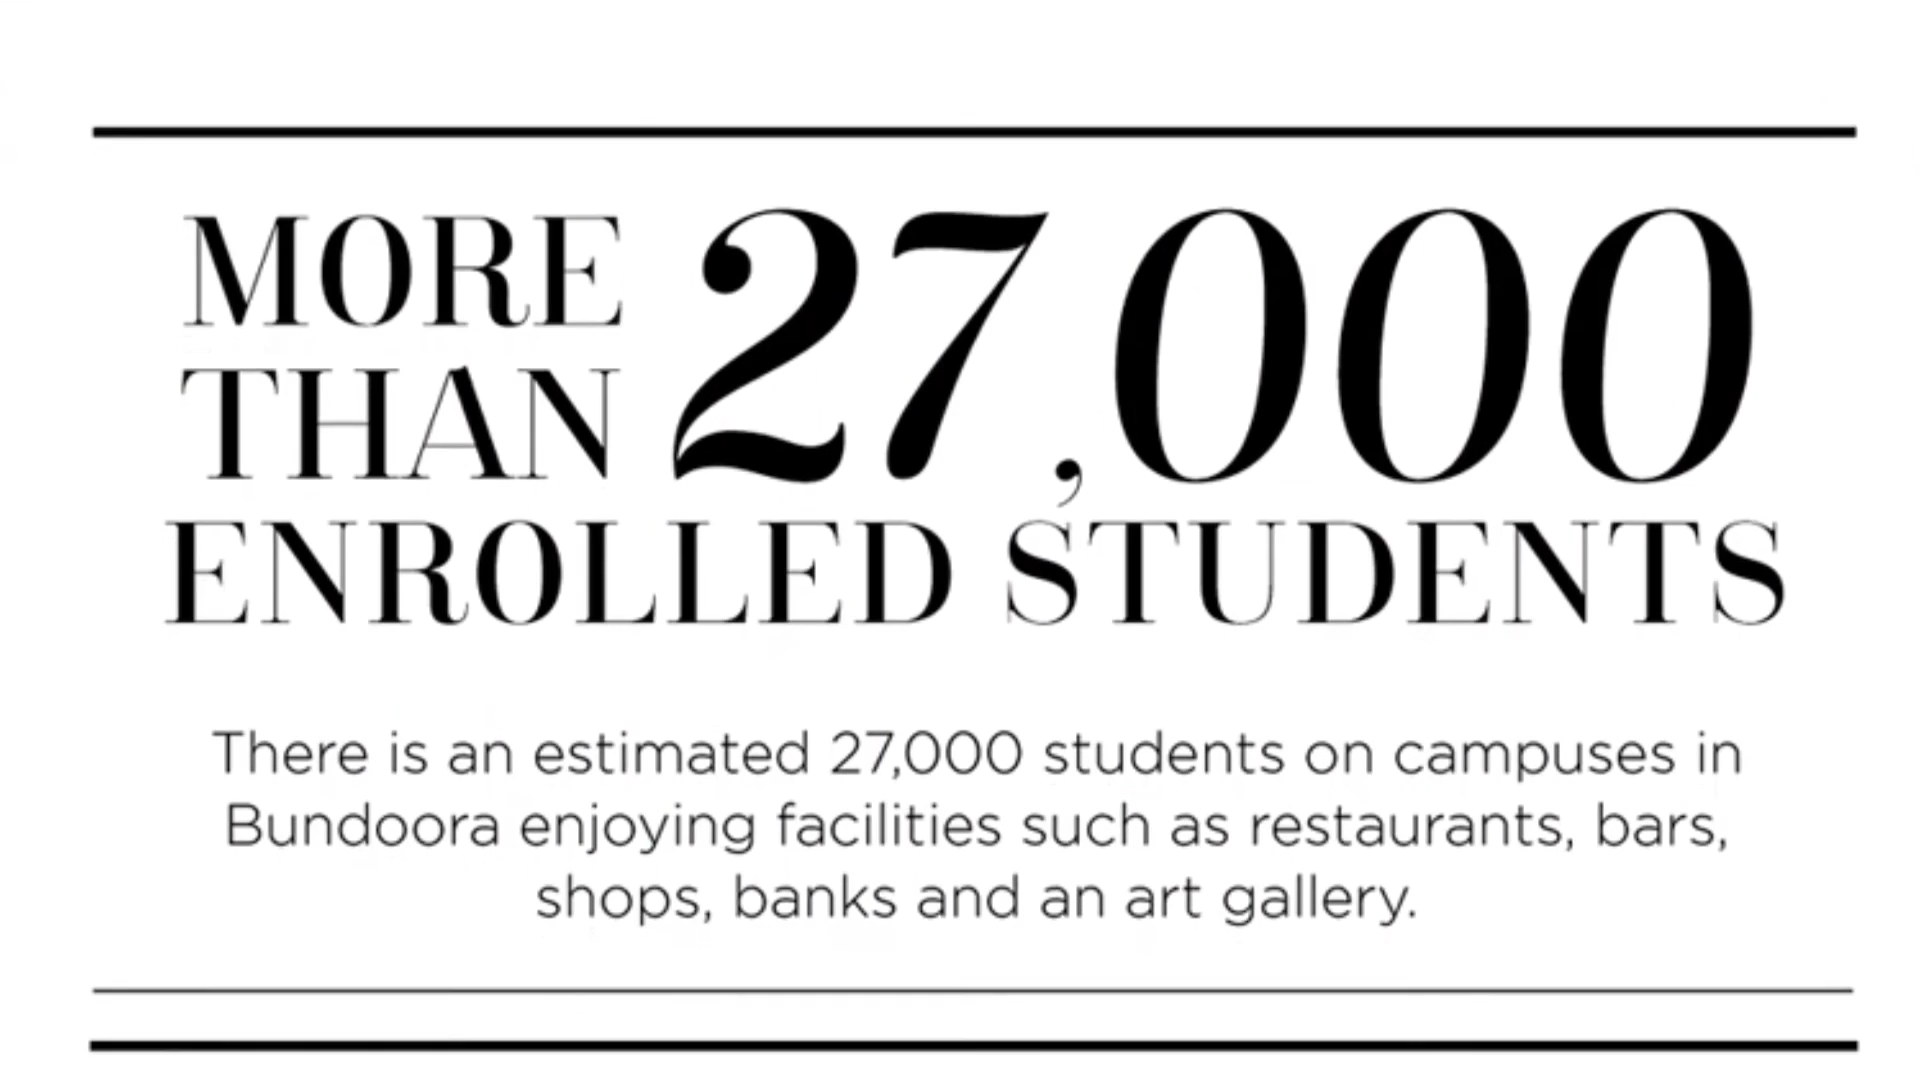 MORE
THAN 27,000
ENROLLED STUDENTS
There is an estimated 27,000 students on campuses in
Bundoora enjoying facilities such as restaurants, bars,
shops, banks and an art gallery.